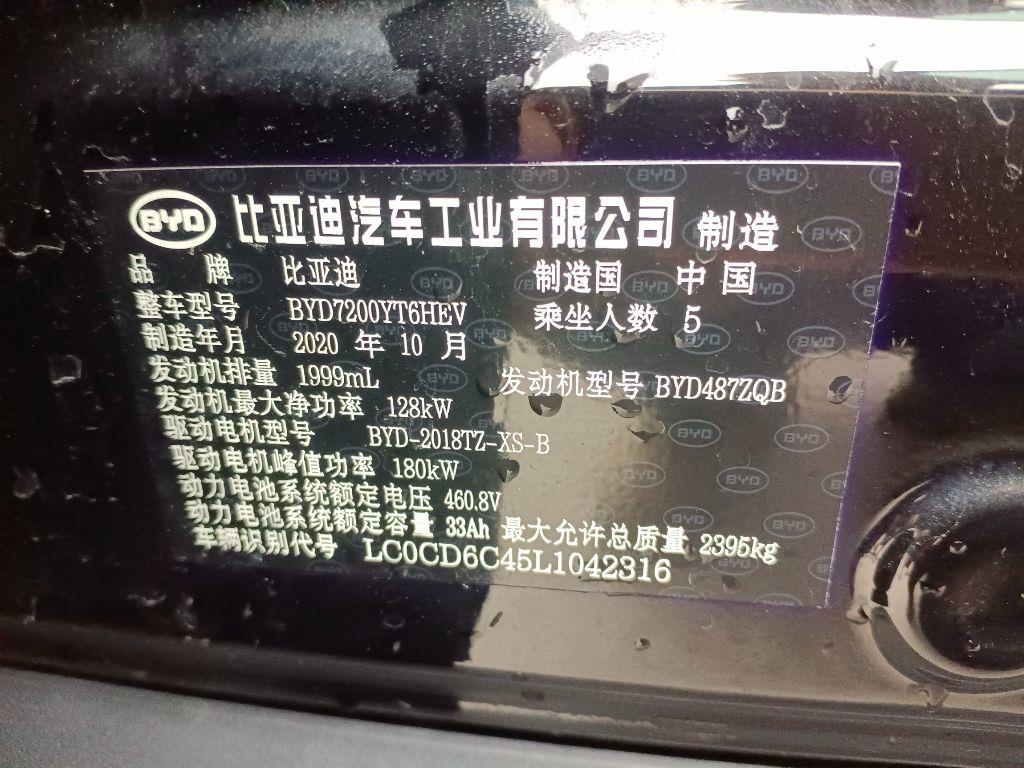 BYD 比亚迪汽车工业有限公司 制造
品 牌 比亚迪 制造国 中国
整车型号 BYD7200YT6HEV 乘坐人数 5
制造年月 2020 年 10 月
发动机排量 1999mL 发动机型号 BYD487ZQB
发动机最大净功率 128kW
驱动电机型号 BYD-2018TZ-XS-B
驱动电机峰值功率 180kW
动力电池系统额定电压 460.8V
动力电池系统额定容量 33Ah 最大允许总质量 2395kg
车辆识别代号 LC0CD6C45L1042316